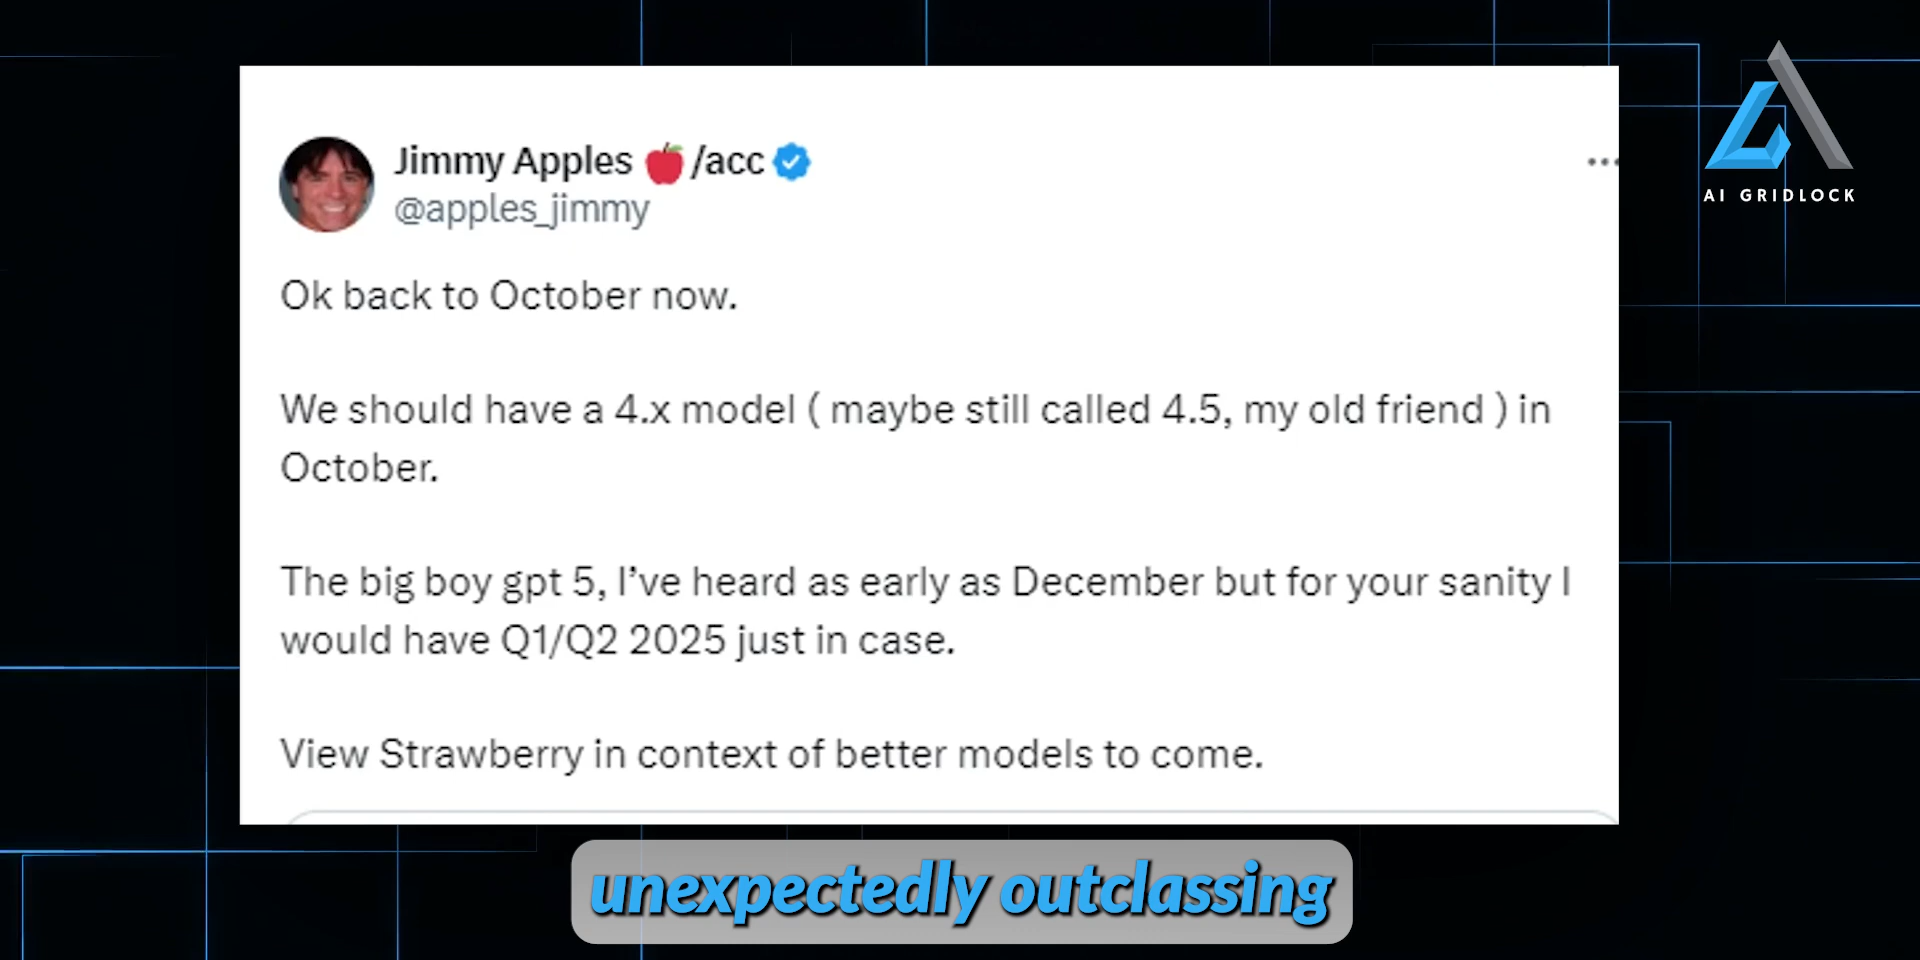 Jimmy Apples 🍎/acc
@apples_jimmy
AI GRIDLOCK
Ok back to October now.
We should have a 4.x model ( maybe still called 4.5, my old friend ) in
October.
The big boy gpt 5, I’ve heard as early as December but for your sanity I
would have Q1/Q2 2025 just in case.
View Strawberry in context of better models to come.
unexpectedly outclassing